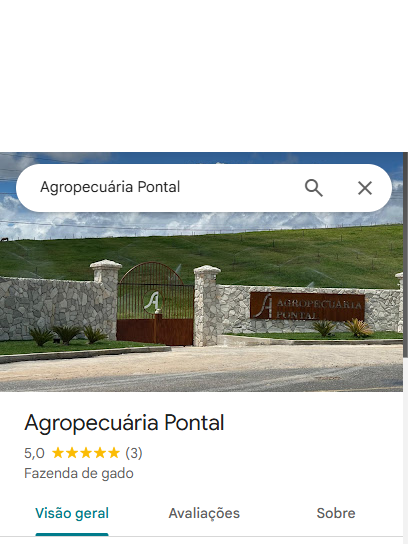 Agropecuária Pontal
A
A AGROPECUÁRIA
PONTAL
Agropecuária Pontal
5,0 ★★★★★ (3)
Fazenda de gado
Visão geral Avaliações Sobre